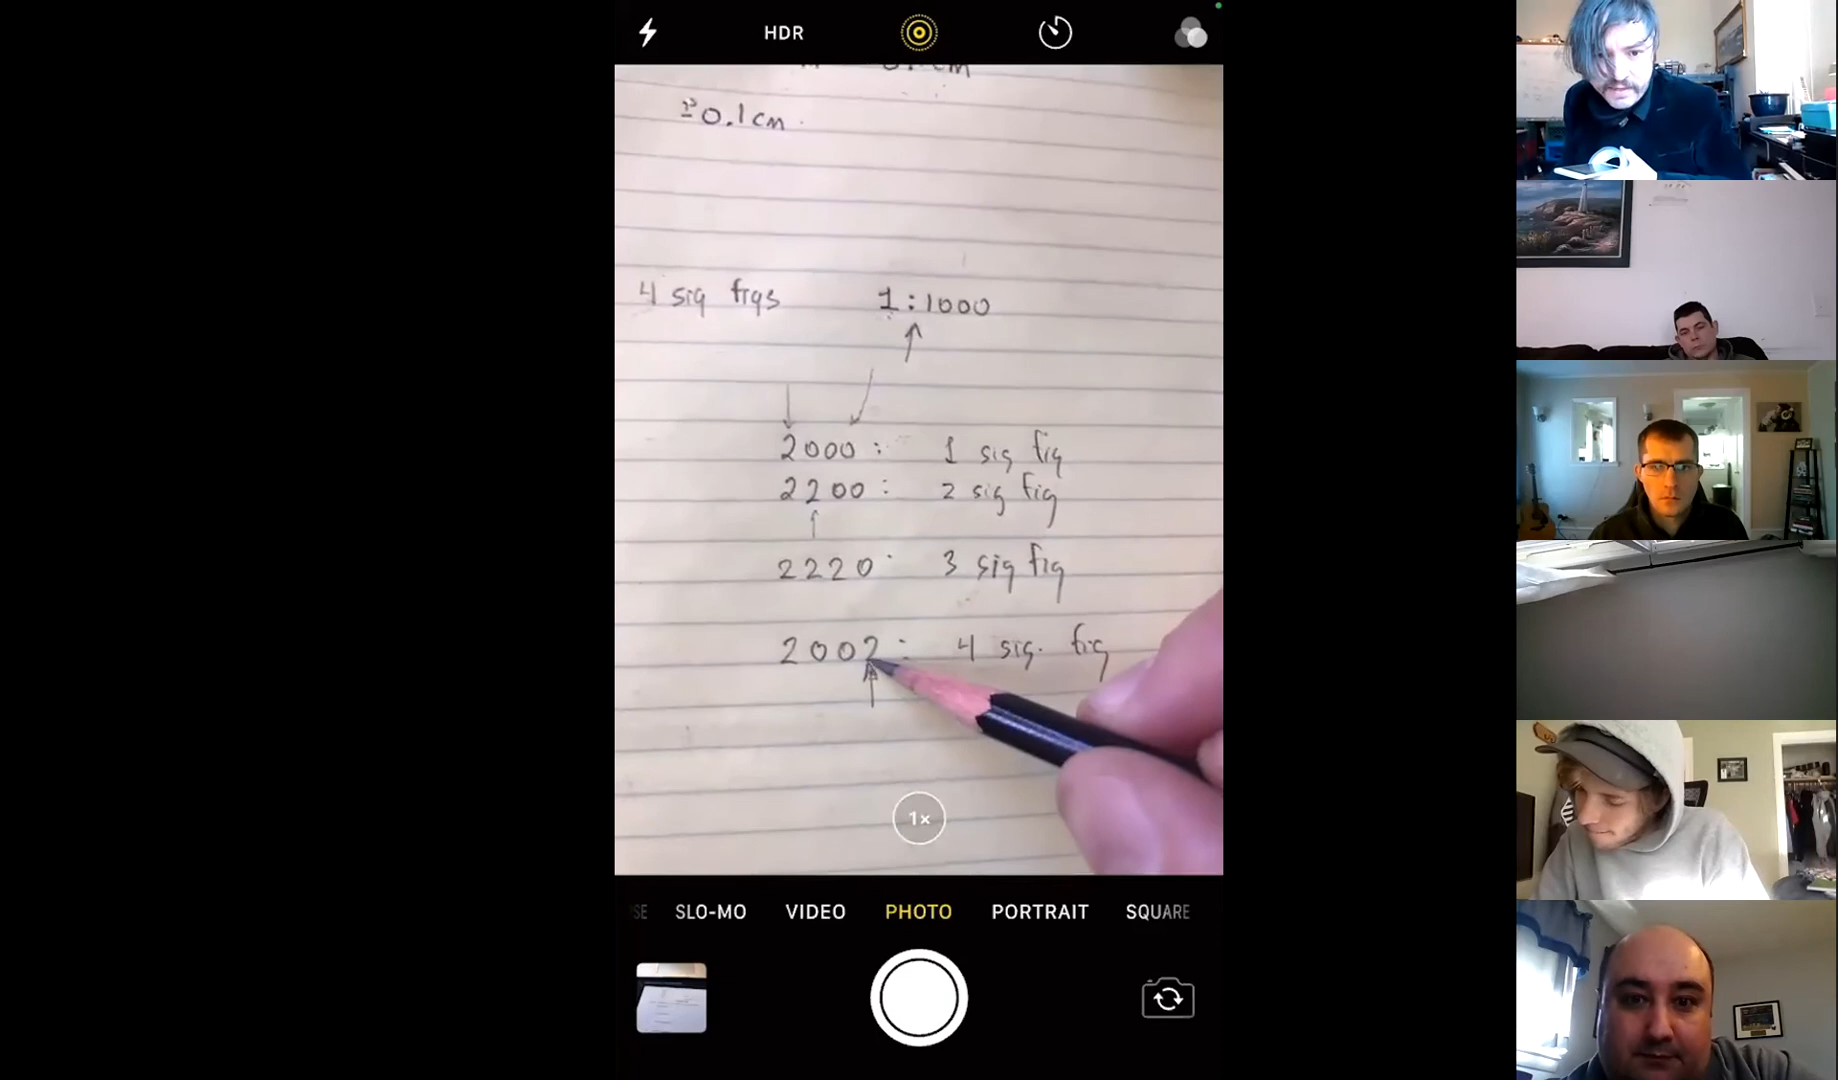 HDR
±0.1cm
4 sig figs 1:1000
2000: 1 sig fig
2200: 2 sig fig
2220: 3 sig fig
2002: 4 sig. fig
1×
SLO-MO VIDEO PHOTO PORTRAIT SQUARE